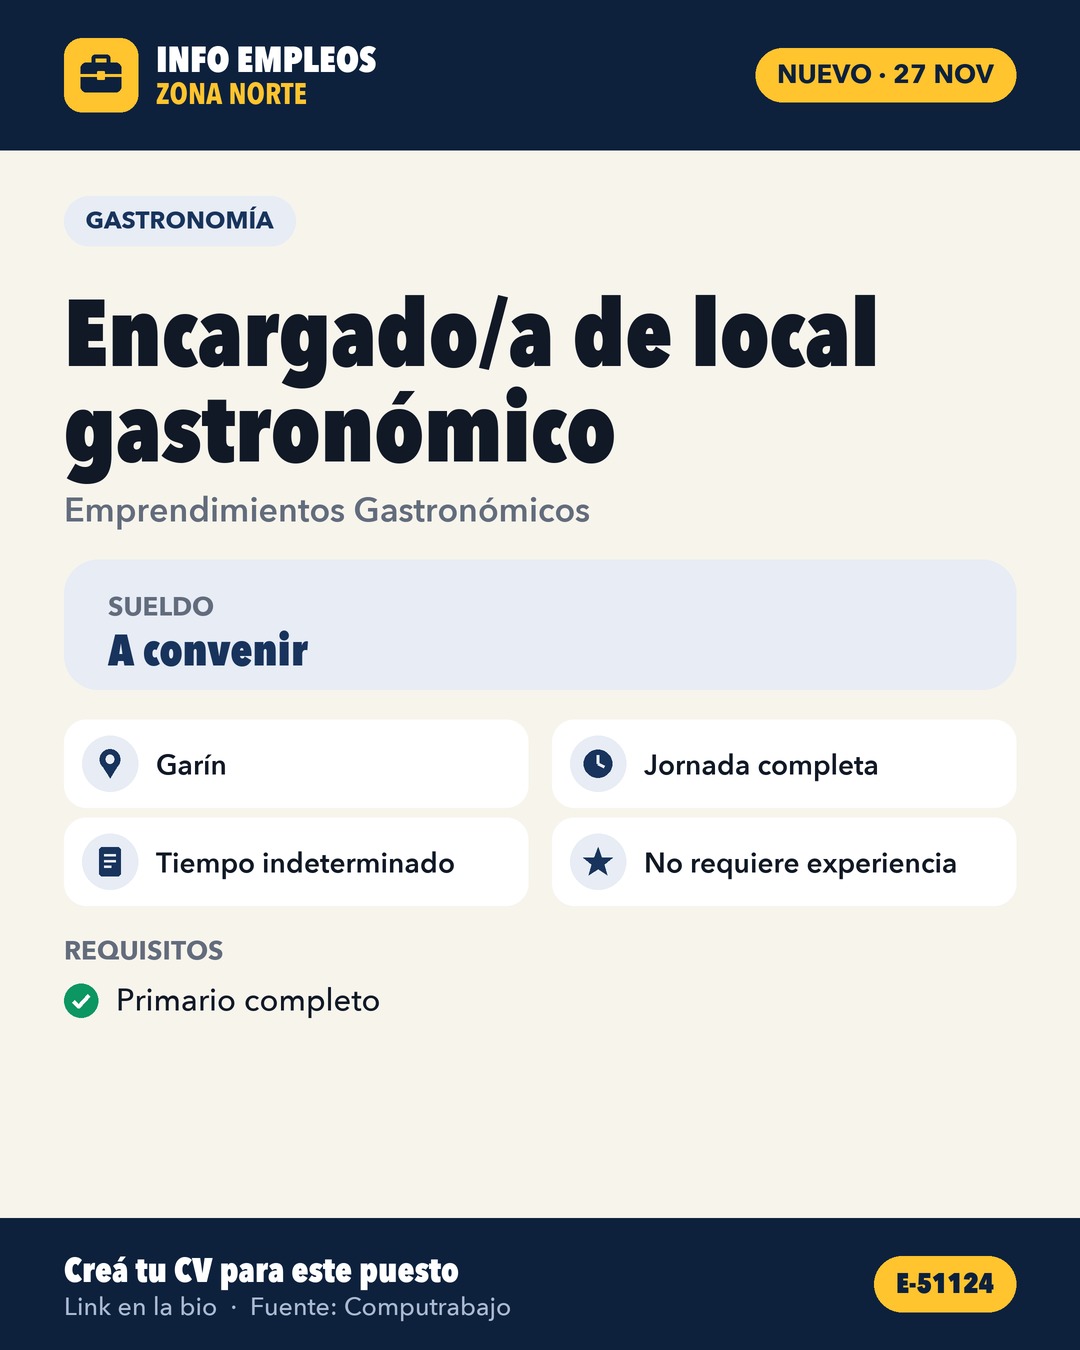 INFO EMPLEOS
ZONA NORTE
NUEVO · 27 NOV
GASTRONOMÍA
Encargado/a de local
gastronómico
Emprendimientos Gastronómicos
SUELDO
A convenir
Garín
Jornada completa
Tiempo indeterminado
No requiere experiencia
REQUISITOS
Primario completo
Creá tu CV para este puesto
Link en la bio · Fuente: Computrabajo
E-51124